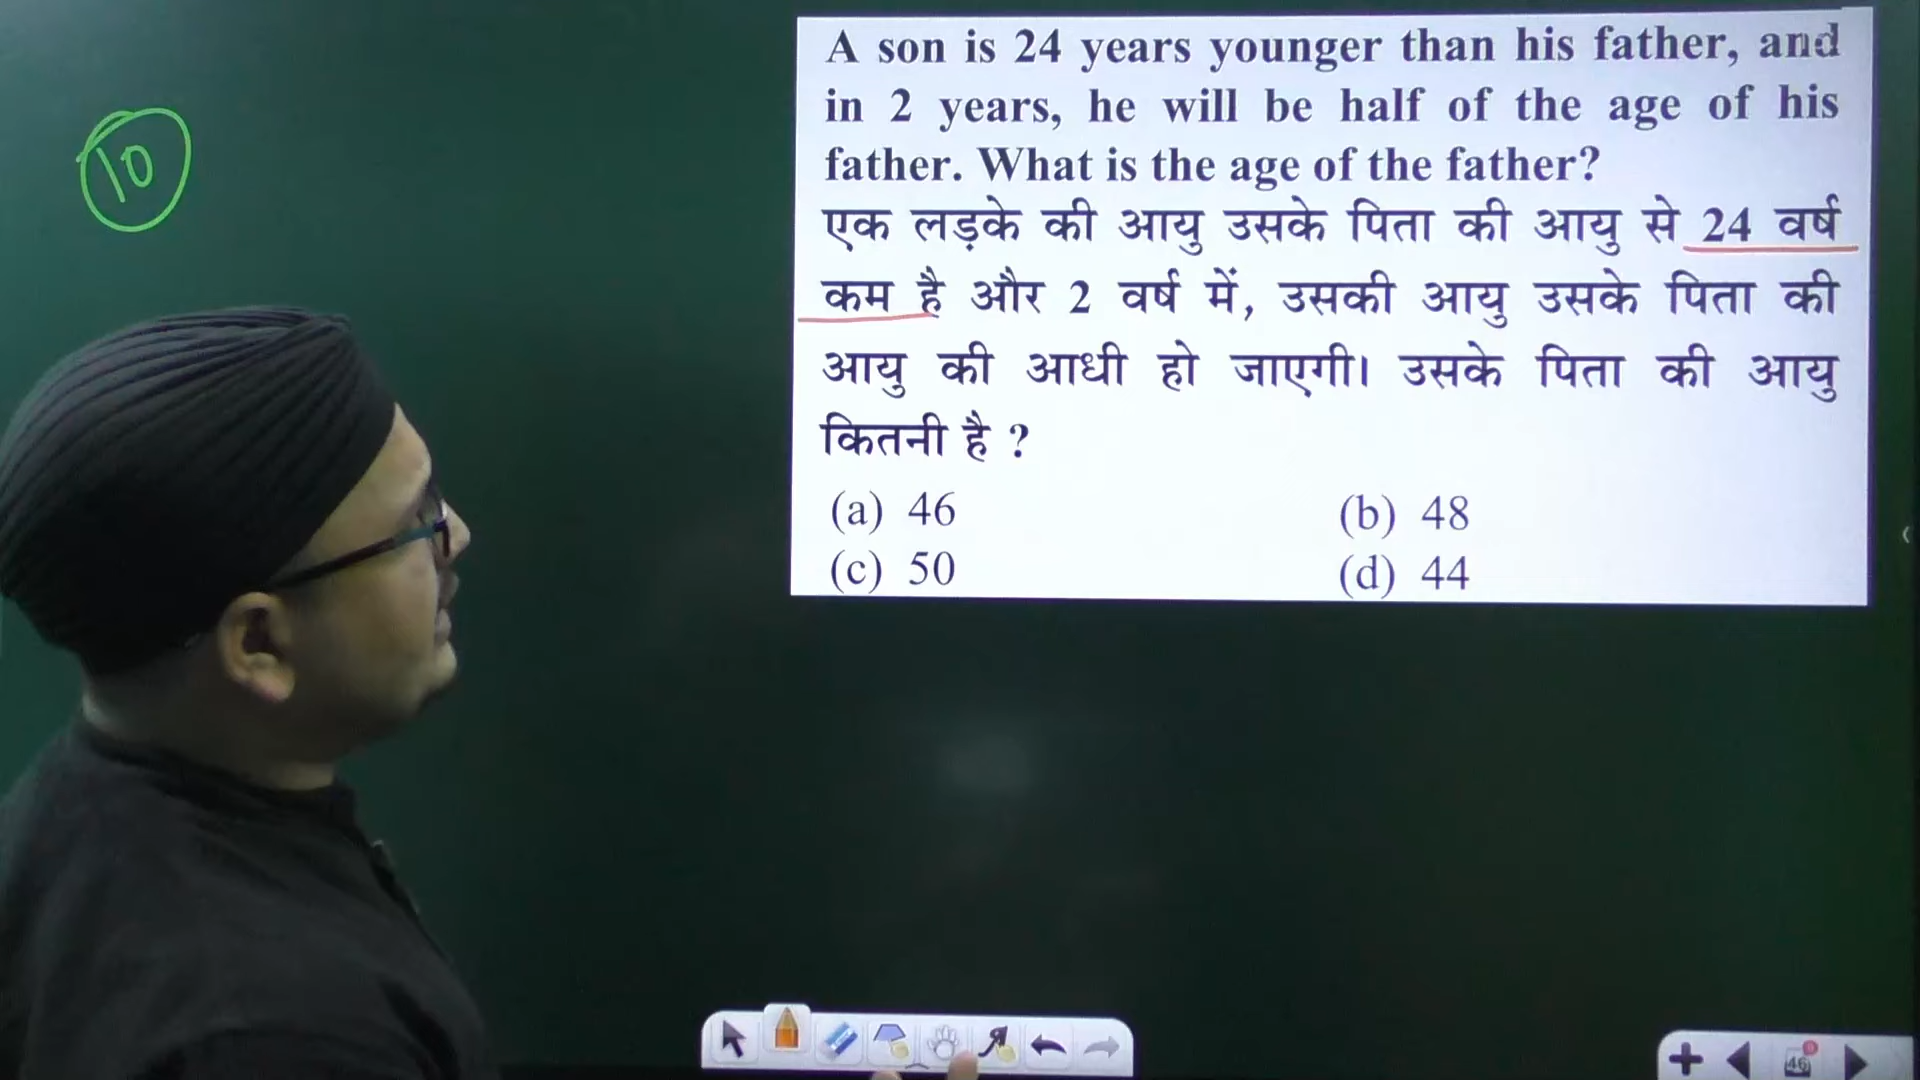 10
A son is 24 years younger than his father, and
in 2 years, he will be half of the age of his
father. What is the age of the father?
एक लड़के की आयु उसके पिता की आयु से 24 वर्ष
कम है और 2 वर्ष में, उसकी आयु उसके पिता की
आयु की आधी हो जाएगी। उसके पिता की आयु
कितनी है ?
(a) 46 (b) 48
(c) 50 (d) 44
46